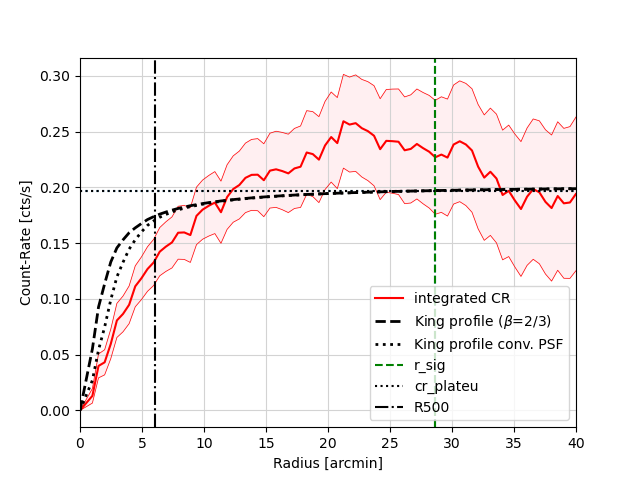 0.30
0.25
0.20
0.15
0.10
0.05
0.00
Count-Rate [cts/s]
integrated CR
King profile (β=2/3)
King profile conv. PSF
r_sig
cr_plateu
R500
0 5 10 15 20 25 30 35 40
Radius [arcmin]